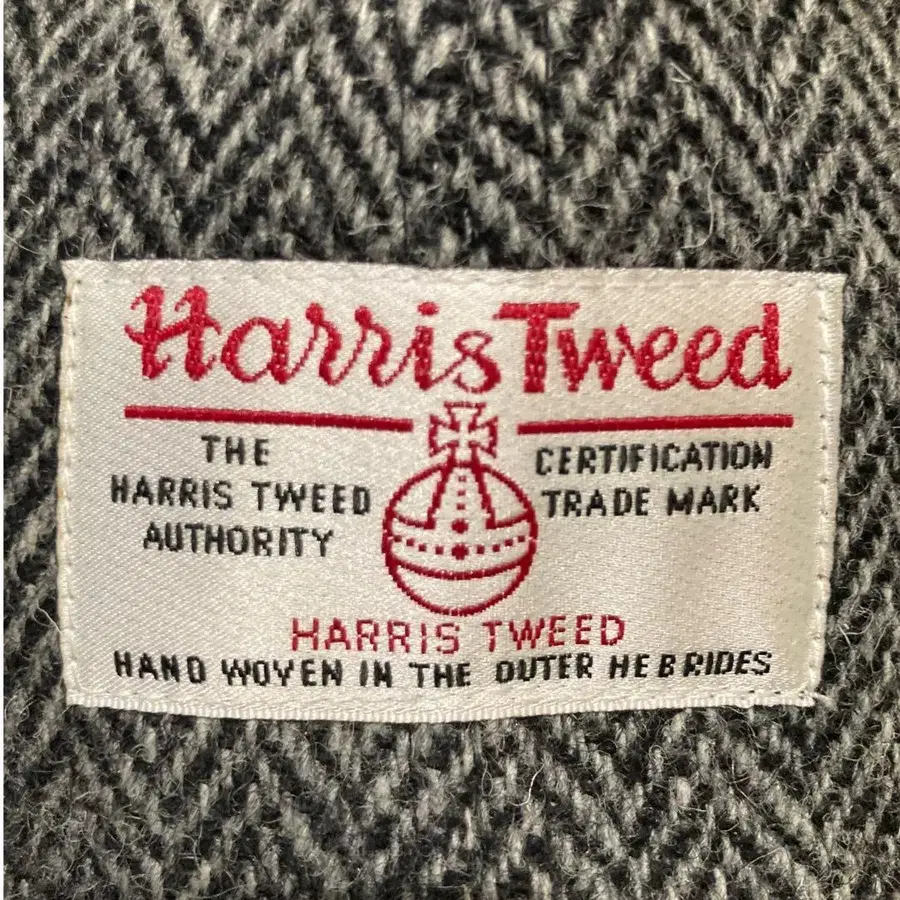 Harris Tweed
THE
HARRIS TWEED
AUTHORITY
CERTIFICATION
TRADE MARK
HARRIS TWEED
HAND WOVEN IN THE OUTER HEBRIDES